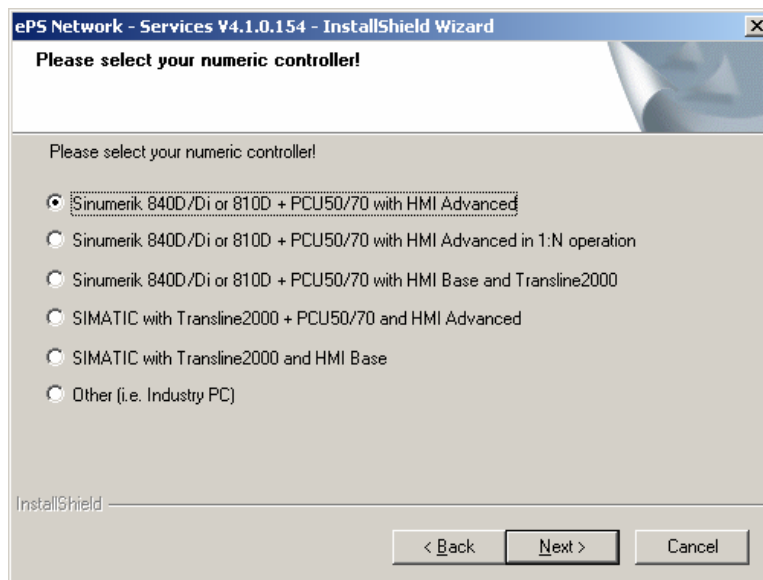 ePS Network - Services V4.1.0.154 - InstallShield Wizard
Please select your numeric controller!
Please select your numeric controller!
Sinumerik 840D/Di or 810D + PCU50/70 with HMI Advanced
Sinumerik 840D/Di or 810D + PCU50/70 with HMI Advanced in 1:N operation
Sinumerik 840D/Di or 810D + PCU50/70 with HMI Base and Transline2000
SIMATIC with Transline2000 + PCU50/70 and HMI Advanced
SIMATIC with Transline2000 and HMI Base
Other (i.e. Industry PC)
InstallShield
< Back Next > Cancel